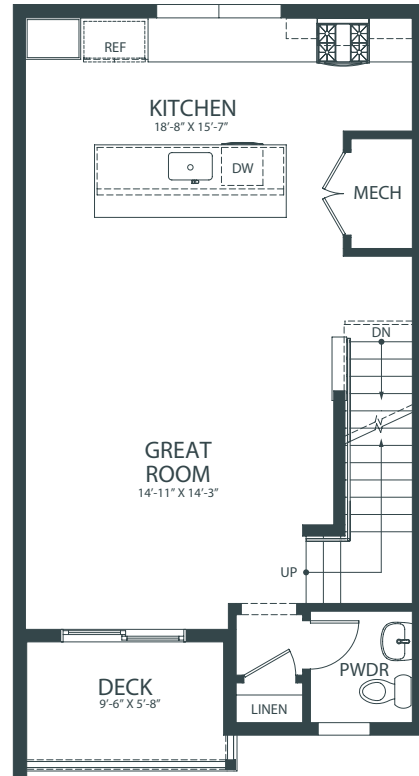 REF
KITCHEN
18'-8" X 15'-7"
DW
MECH
DN
GREAT
ROOM
14'-11" X 14'-3"
UP
PWDR
DECK
9'-6" X 5'-8"
LINEN